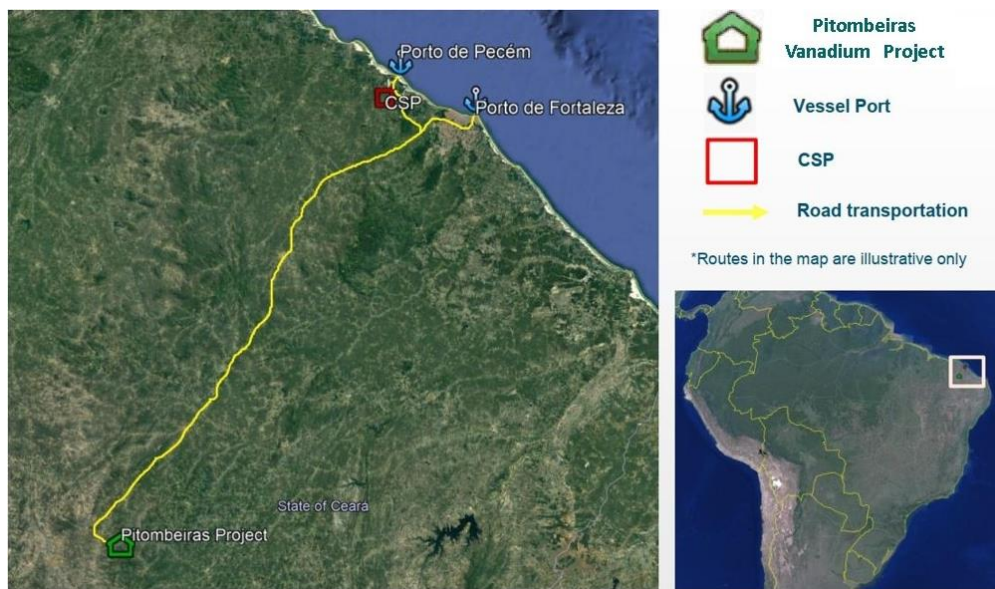 Porto de Pecém
CSP
Porto de Fortaleza
State of Ceará
Pitombeiras Project
Pitombeiras
Vanadium Project
Vessel Port
CSP
Road transportation
*Routes in the map are illustrative only